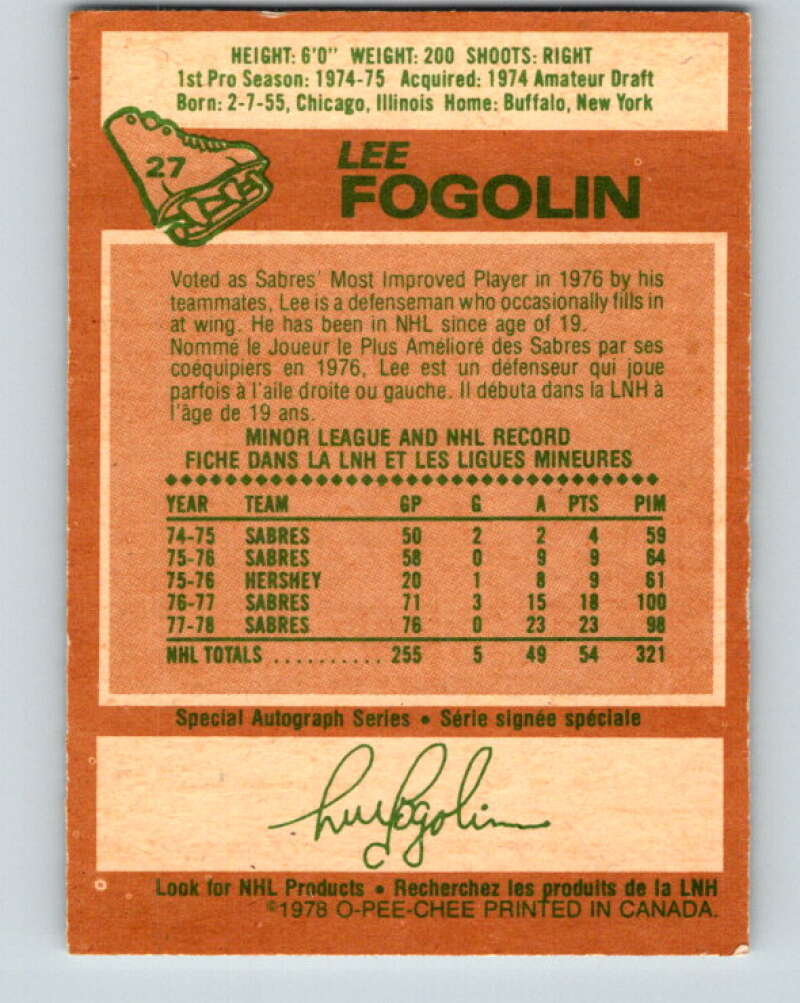 HEIGHT: 6'0" WEIGHT: 200 SHOOTS: RIGHT
1st Pro Season: 1974-75 Acquired: 1974 Amateur Draft
Born: 2-7-55, Chicago, Illinois Home: Buffalo, New York
27
LEE
FOGOLIN
Voted as Sabres' Most Improved Player in 1976 by his
teammates, Lee is a defenseman who occasionally fills in
at wing. He has been in NHL since age of 19.
Nommé le Joueur le Plus Amélioré des Sabres par ses
coéquipiers en 1976, Lee est un défenseur qui joue
parfois à l'aile droite ou gauche. Il débuta dans la LNH à
l'âge de 19 ans.
MINOR LEAGUE AND NHL RECORD
FICHE DANS LA LNH ET LES LIGUES MINEURES
YEAR TEAM GP G A PTS PIM
74-75 SABRES 50 2 2 4 59
75-76 SABRES 58 0 9 9 64
75-76 HERSHEY 20 1 8 9 61
76-77 SABRES 71 3 15 18 100
77-78 SABRES 76 0 23 23 98
NHL TOTALS .......... 255 5 49 54 321
Special Autograph Series • Série signée spéciale
Lee Fogolin
Look for NHL Products • Recherchez les produits de la LNH
©1978 O-PEE-CHEE PRINTED IN CANADA.